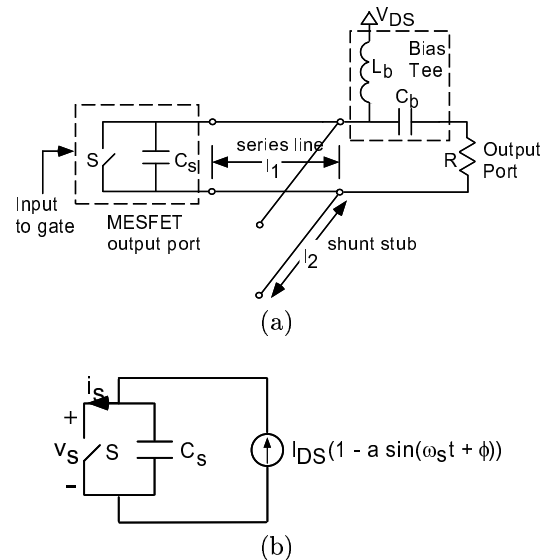 V_DS
Bias
Tee
L_b
C_b
series line
l_1
S
C_s
R
Output
Port
Input
to gate
MESFET
output port
shunt stub
l_2
(a)
i_s
+
v_s
S
C_s
-
I_DS(1 - a sin(ω_s t + ϕ))
(b)